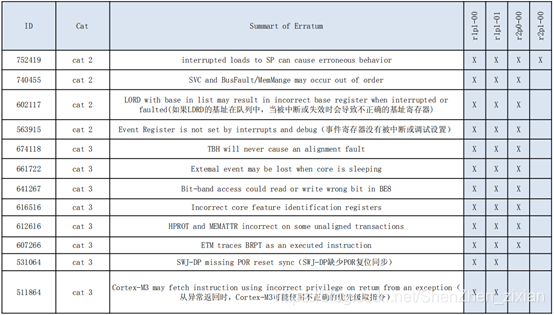 ID Cat Summart of Erratum r1p1-00 r1p1-01 r2p0-00 r2p1-00
752419 cat 2 interrupted loads to SP can cause erroneous behavior X X X X
740455 cat 2 SVC and BusFault/MemMange may occur out of order X X X
602117 cat 2 LORD with base in list may result in incorrect base register when interrupted or
faulted(如果LDRD的基址在队列中，当被中断或失效时会导致不正确的基址寄存器) X X X
563915 cat 2 Event Register is not set by interrupts and debug（事件寄存器没有被中断或调试设置） X X
674118 cat 3 TBH will never cause an alignment fault X X X
661722 cat 3 Extemal event may be lost when core is sleeping X X X
641267 cat 3 Bit-band access could read or write wrong bit in BE8 X X X
616516 cat 3 Incorrect core feature identification registers X X X
612616 cat 3 HPROT and MEMATTR incorrect on some unaligned transactions X X X
607266 cat 3 ETM traces BRPT as an executed instruction X X X
531064 cat 3 SWJ-DP missing POR reset sync（SWJ-DP缺少POR复位同步） X X
511864 cat 3 Cortex-M3 may fetch instruction using incorrect privilege on retum from an exception（
从异常返回时，Cortex-M3可能使用不正确的优先级取指令） X X